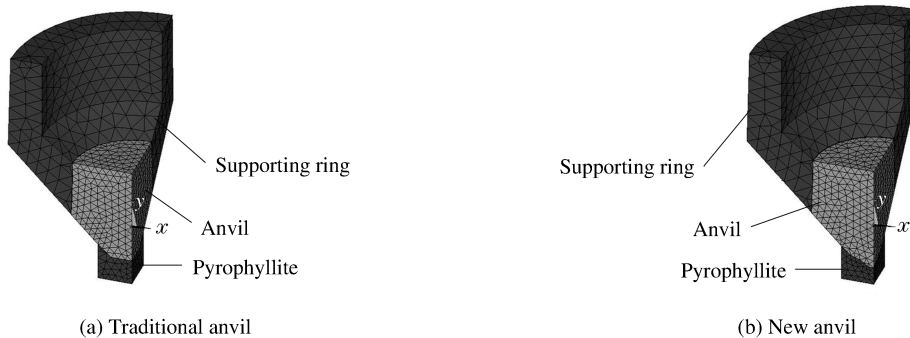 Supporting ring
y
x
Anvil
Pyrophyllite
(a) Traditional anvil
Supporting ring
y
x
Anvil
Pyrophyllite
(b) New anvil